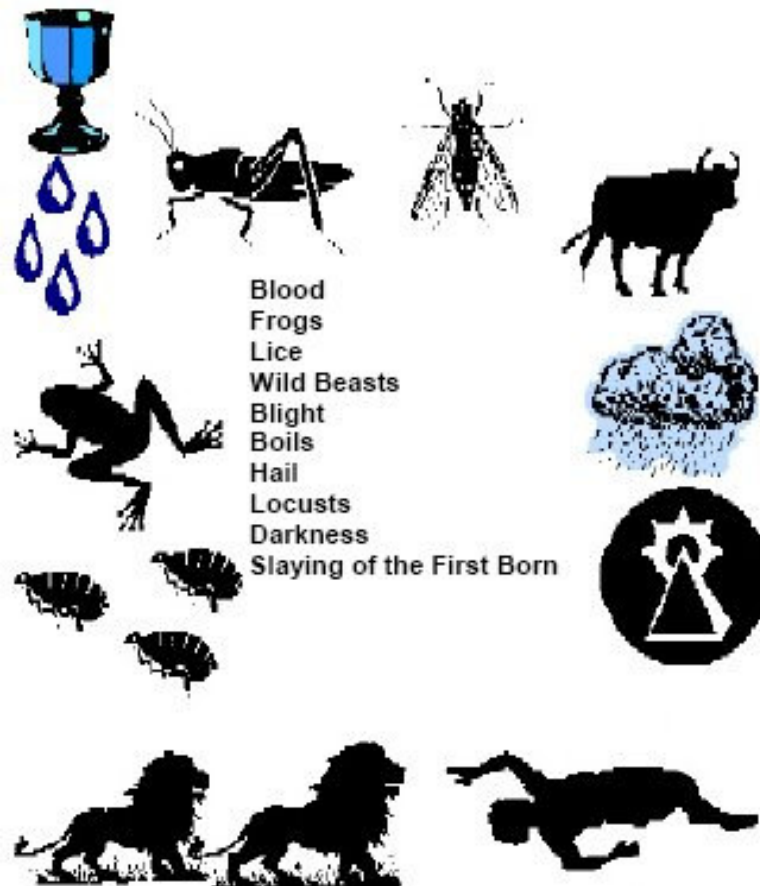 Blood
Frogs
Lice
Wild Beasts
Blight
Boils
Hail
Locusts
Darkness
Slaying of the First Born